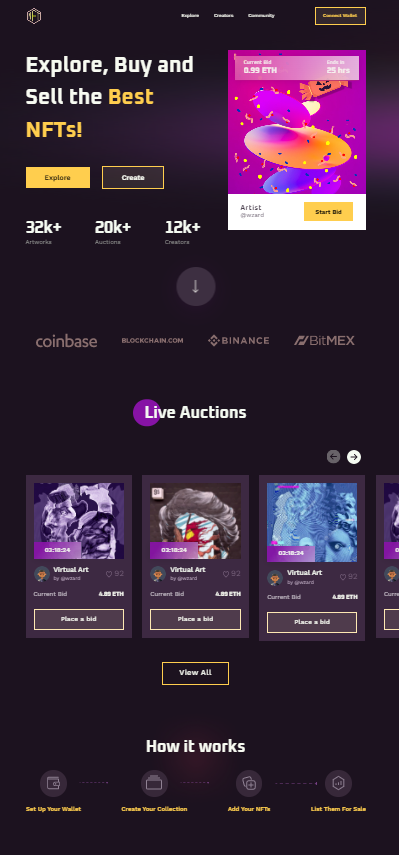 NFT
Explore Creators Community Connect Wallet
Explore, Buy and
Sell the Best
NFTs!
Explore Create
32k+ 20k+ 12k+
Artworks Auctions Creators
Current Bid Ends in
0.99 ETH 25 hrs
Artist
@wzard
Start Bid
coinbase BLOCKCHAIN.COM BINANCE BitMEX
Live Auctions
03:18:24 03:18:24 03:18:24
Virtual Art 92 Virtual Art 92 Virtual Art 92
by @wzard by @wzard by @wzard
Current Bid 4.89 ETH Current Bid 4.89 ETH Current Bid 4.89 ETH
Place a bid Place a bid Place a bid
View All
How it works
Set Up Your Wallet Create Your Collection Add Your NFTs List Them For Sale